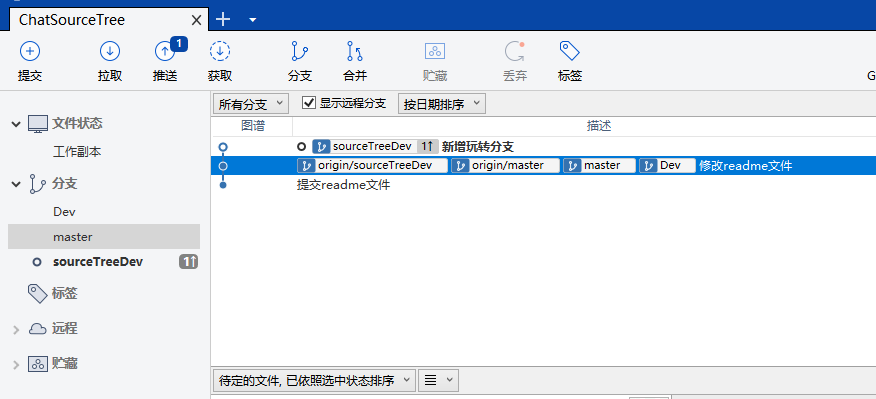 ChatSourceTree
1
提交 拉取 推送 获取 分支 合并 贮藏 丢弃 标签 G
所有分支 显示远程分支 按日期排序
文件状态
工作副本
分支
Dev
master
sourceTreeDev 1↑
标签
远程
贮藏
图谱 描述
sourceTreeDev 1↑ 新增玩转分支
origin/sourceTreeDev origin/master master Dev 修改readme文件
提交readme文件
待定的文件, 已依照选中状态排序